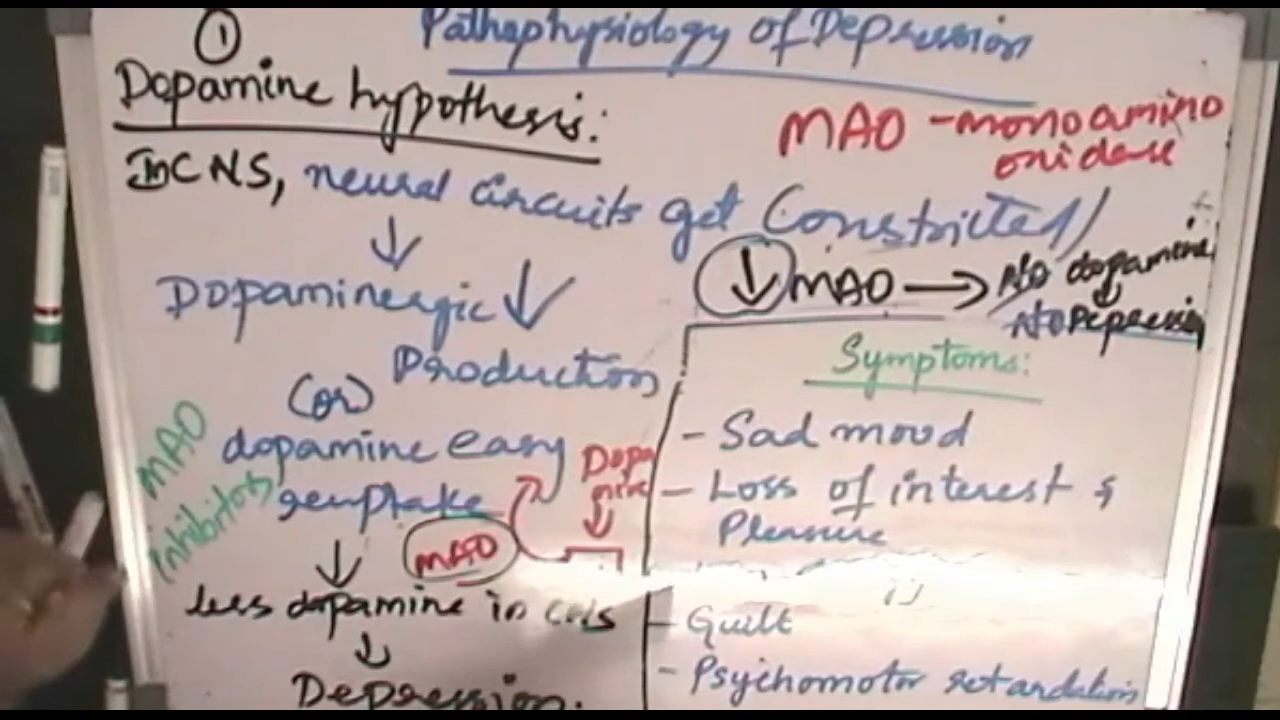 Pathophysiology of Depression
①
Dopamine hypothesis:
MAO - monoamino
oxidase
In CNS, neural circuits get Constricted/
↓
Dopaminergic ↓
Production
(or)
dopamine easy
reuptake
MAO
Inhibitors
MAO
Dopa
mine
↓
↓
less dopamine in CNS
↓
Depression.
↓ MAO → No dopamine
↓
No Depression
Symptoms:
- Sad mood
- Loss of interest &
Pleasure
- Guilt
- Psychomotor retardation